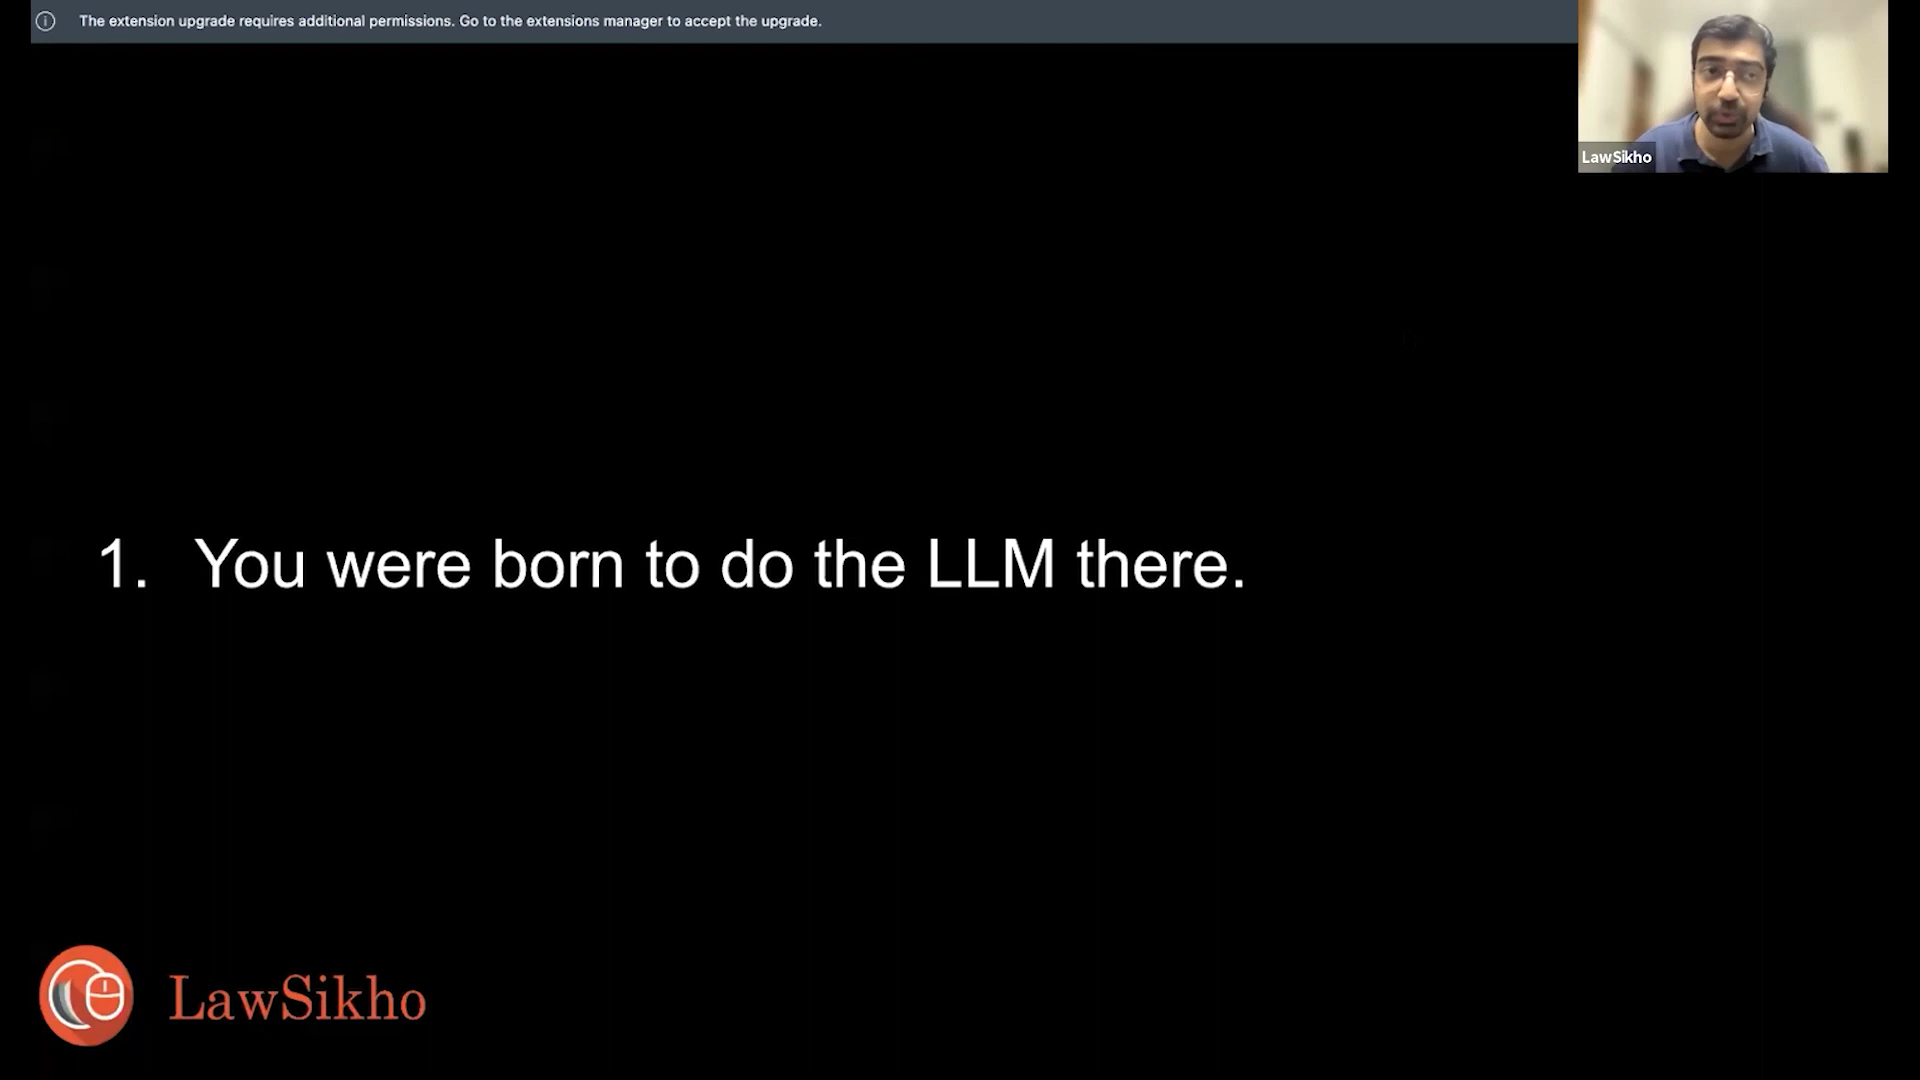 The extension upgrade requires additional permissions. Go to the extensions manager to accept the upgrade.
LawSikho
1. You were born to do the LLM there.
LawSikho